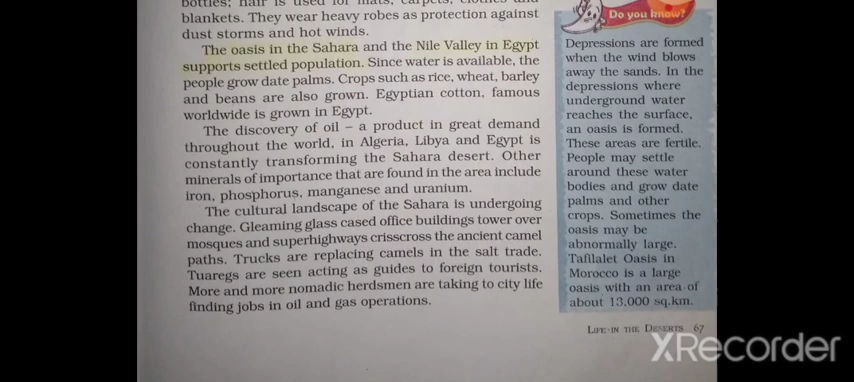 bottles; hair is used for mats, carpets, clothes and
blankets. They wear heavy robes as protection against
dust storms and hot winds.
The oasis in the Sahara and the Nile Valley in Egypt
supports settled population. Since water is available, the
people grow date palms. Crops such as rice, wheat, barley
and beans are also grown. Egyptian cotton, famous
worldwide is grown in Egypt.
The discovery of oil – a product in great demand
throughout the world, in Algeria, Libya and Egypt is
constantly transforming the Sahara desert. Other
minerals of importance that are found in the area include
iron, phosphorus, manganese and uranium.
The cultural landscape of the Sahara is undergoing
change. Gleaming glass cased office buildings tower over
mosques and superhighways crisscross the ancient camel
paths. Trucks are replacing camels in the salt trade.
Tuaregs are seen acting as guides to foreign tourists.
More and more nomadic herdsmen are taking to city life
finding jobs in oil and gas operations.
Do you know?
Depressions are formed
when the wind blows
away the sands. In the
depressions where
underground water
reaches the surface,
an oasis is formed.
These areas are fertile.
People may settle
around these water
bodies and grow date
palms and other
crops. Sometimes the
oasis may be
abnormally large.
Tafilalet Oasis in
Morocco is a large
oasis with an area of
about 13,000 sq.km.
LIFE IN THE DESERTS 67
XRecorder